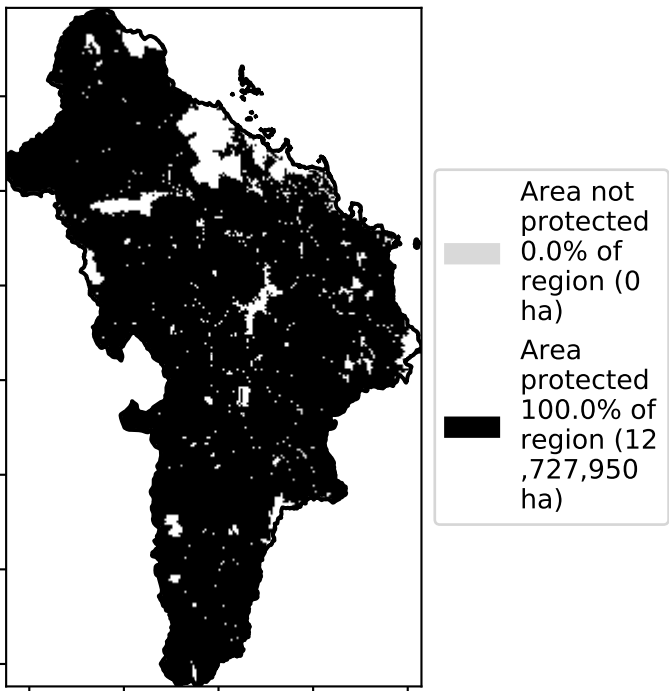 Area not
protected
0.0% of
region (0
ha)
Area
protected
100.0% of
region (12
,727,950
ha)